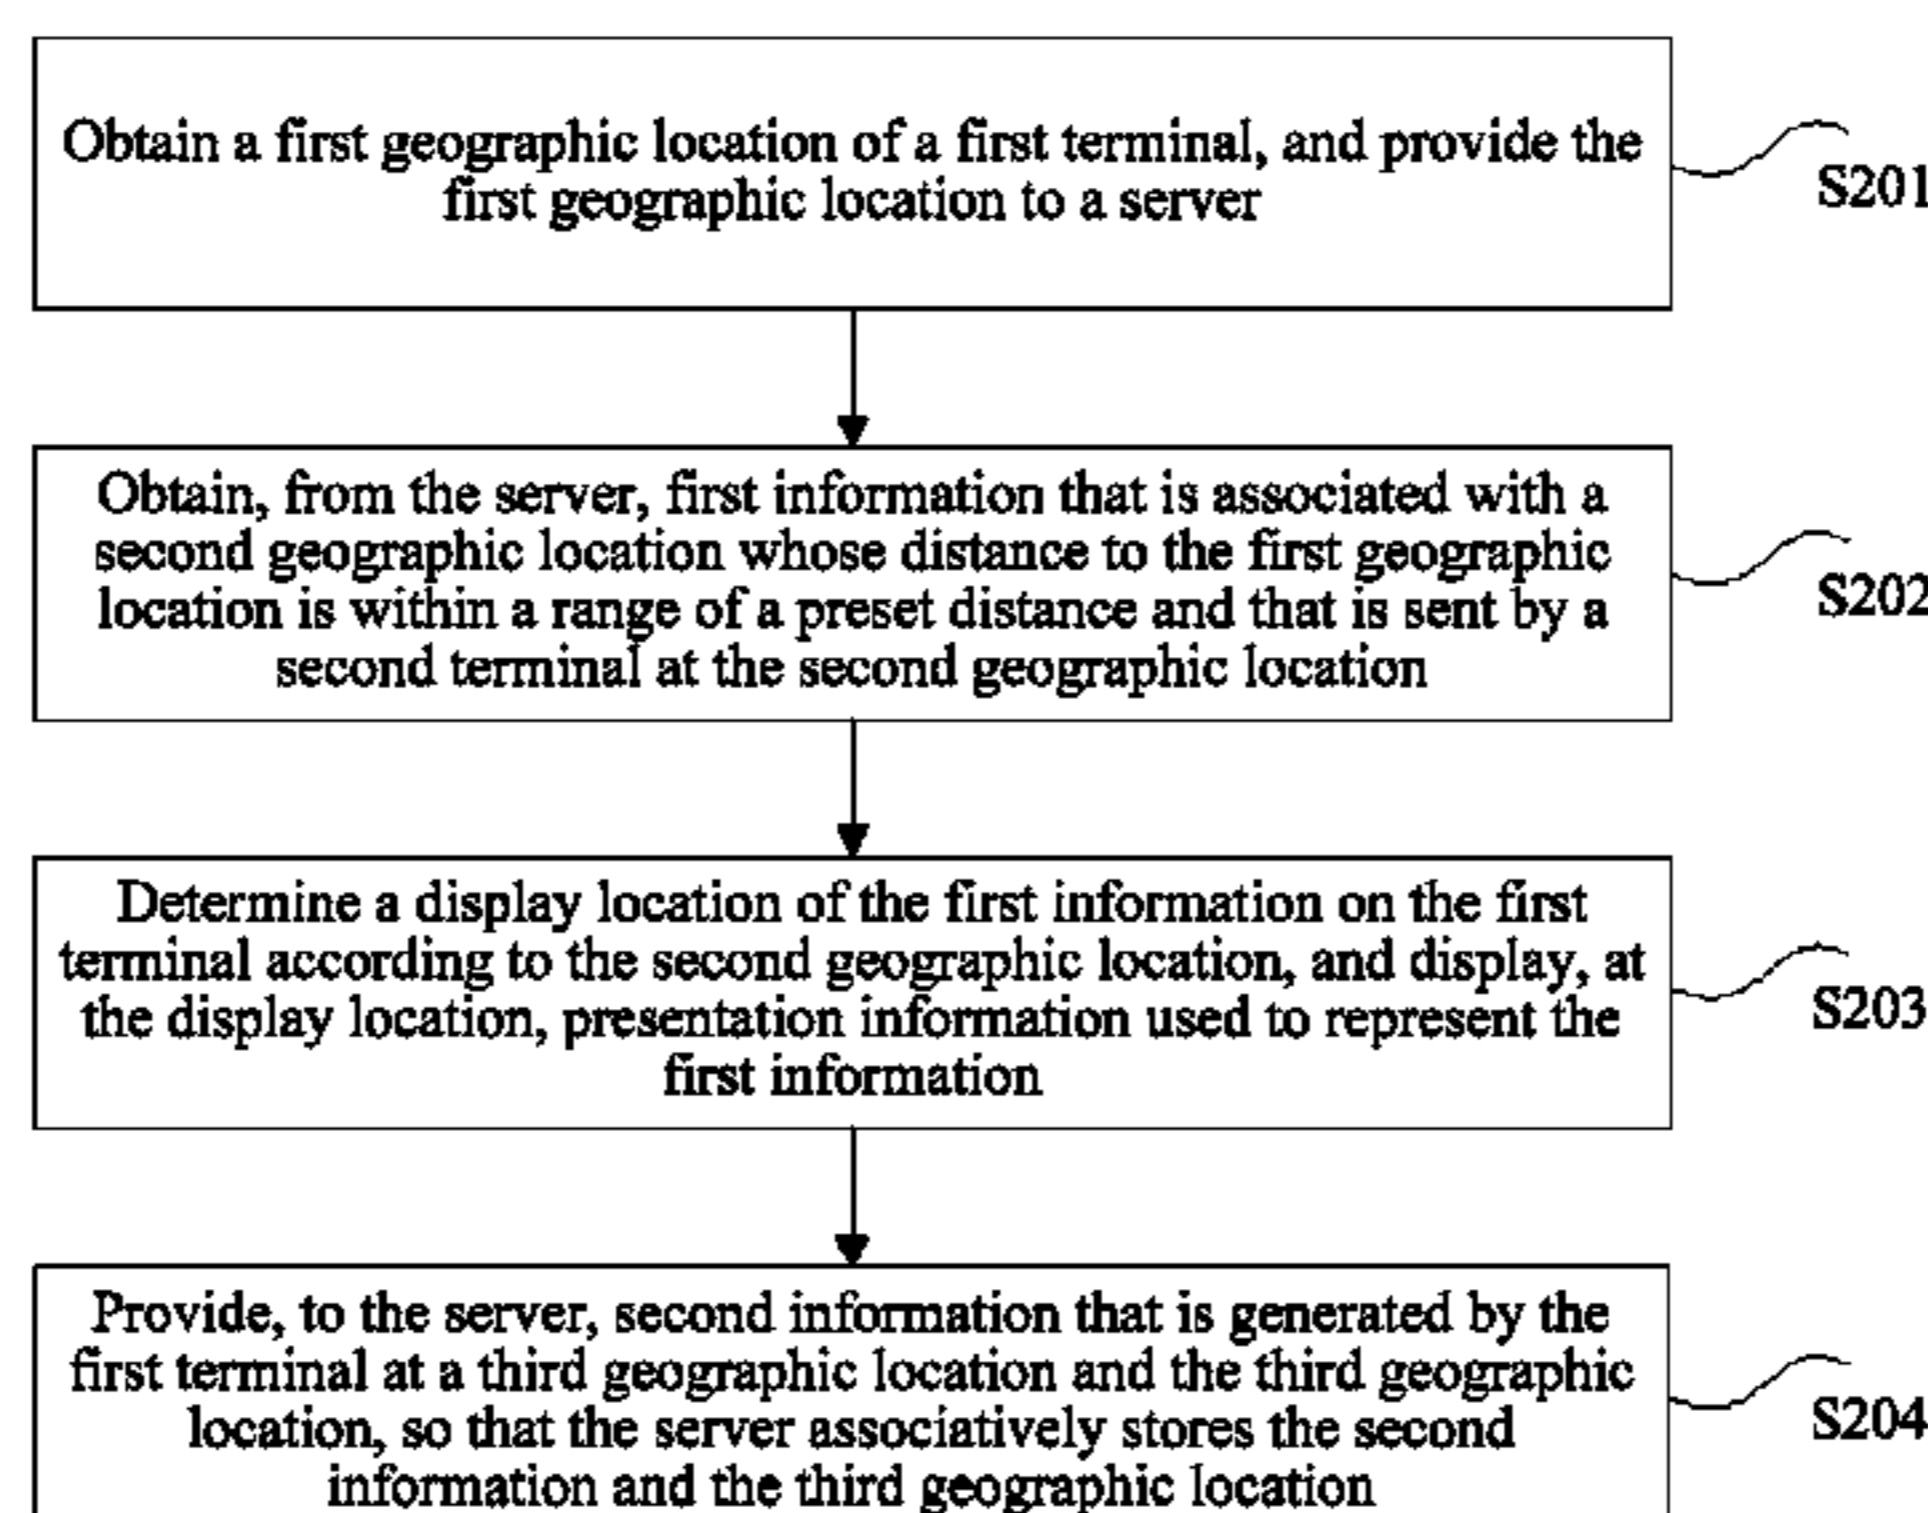 Obtain a first geographic location of a first terminal, and provide the
first geographic location to a server
S201
Obtain, from the server, first information that is associated with a
second geographic location whose distance to the first geographic
location is within a range of a preset distance and that is sent by a
second terminal at the second geographic location
S202
Determine a display location of the first information on the first
terminal according to the second geographic location, and display, at
the display location, presentation information used to represent the
first information
S203
Provide, to the server, second information that is generated by the
first terminal at a third geographic location and the third geographic
location, so that the server associatively stores the second
information and the third geographic location
S204